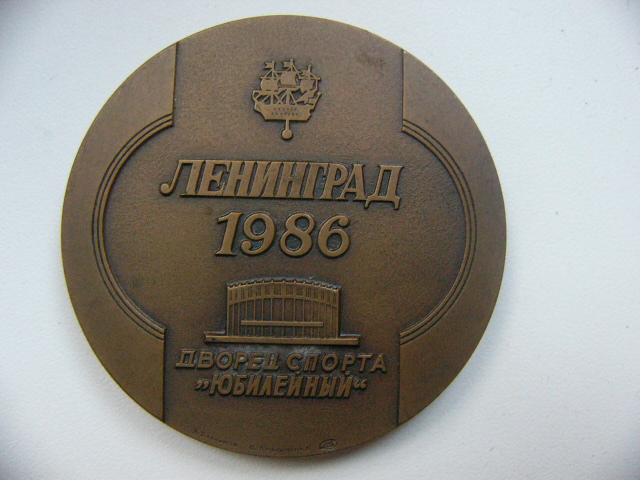 ЛЕНИНГРАД
1986
ДВОРЕЦ СПОРТА
„ЮБИЛЕЙНЫЙ“